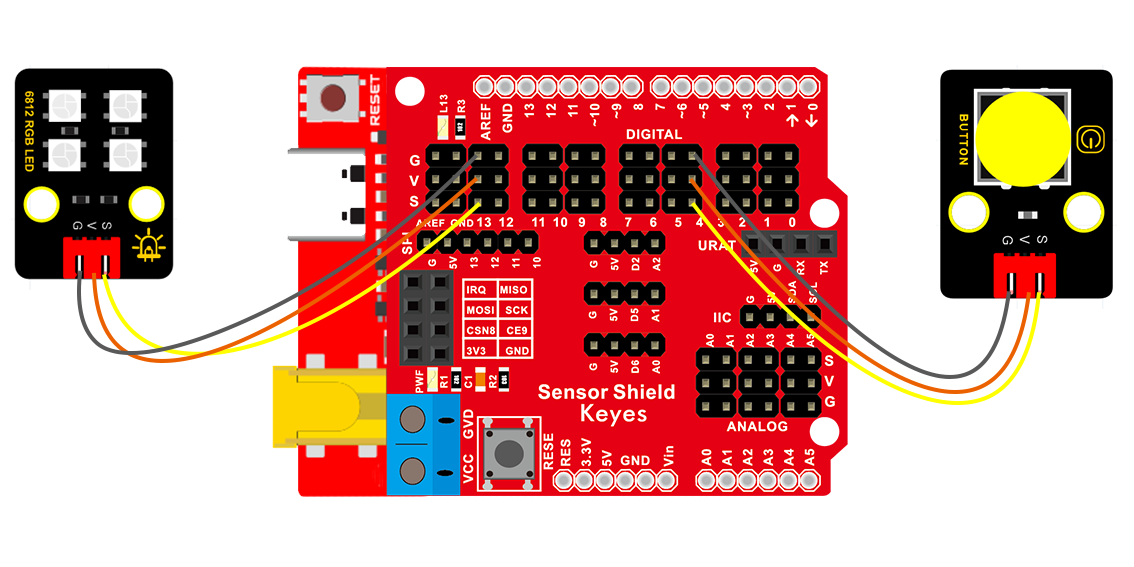 6812 RGB LED
G V S
RESET
L13
R3
AREF
GND
13
12
11
~10
~9
8
7
~6
~5
4
~3
2
→1
←0
DIGITAL
G
V
S
AREF GND 13 12 11 10 9 8 7 6 5 4 3 2 1 0
G 5V 13 12 11 10
G 5V D2 A2
G 5V D5 A1
G 5V D6 A0
URAT
5V G RX TX
IIC
G SDA SCL
IRQ MISO
MOSI SCK
CSN8 CE9
3V3 GND
R1
C1
R2
Sensor Shield
Keyes
A0 A1 A2 A3 A4 A5
S
V
G
ANALOG
GVD
VCC
RESE
RES 3.3V 5V GND Vin
A0 A1 A2 A3 A4 A5
BUTTON
G V S